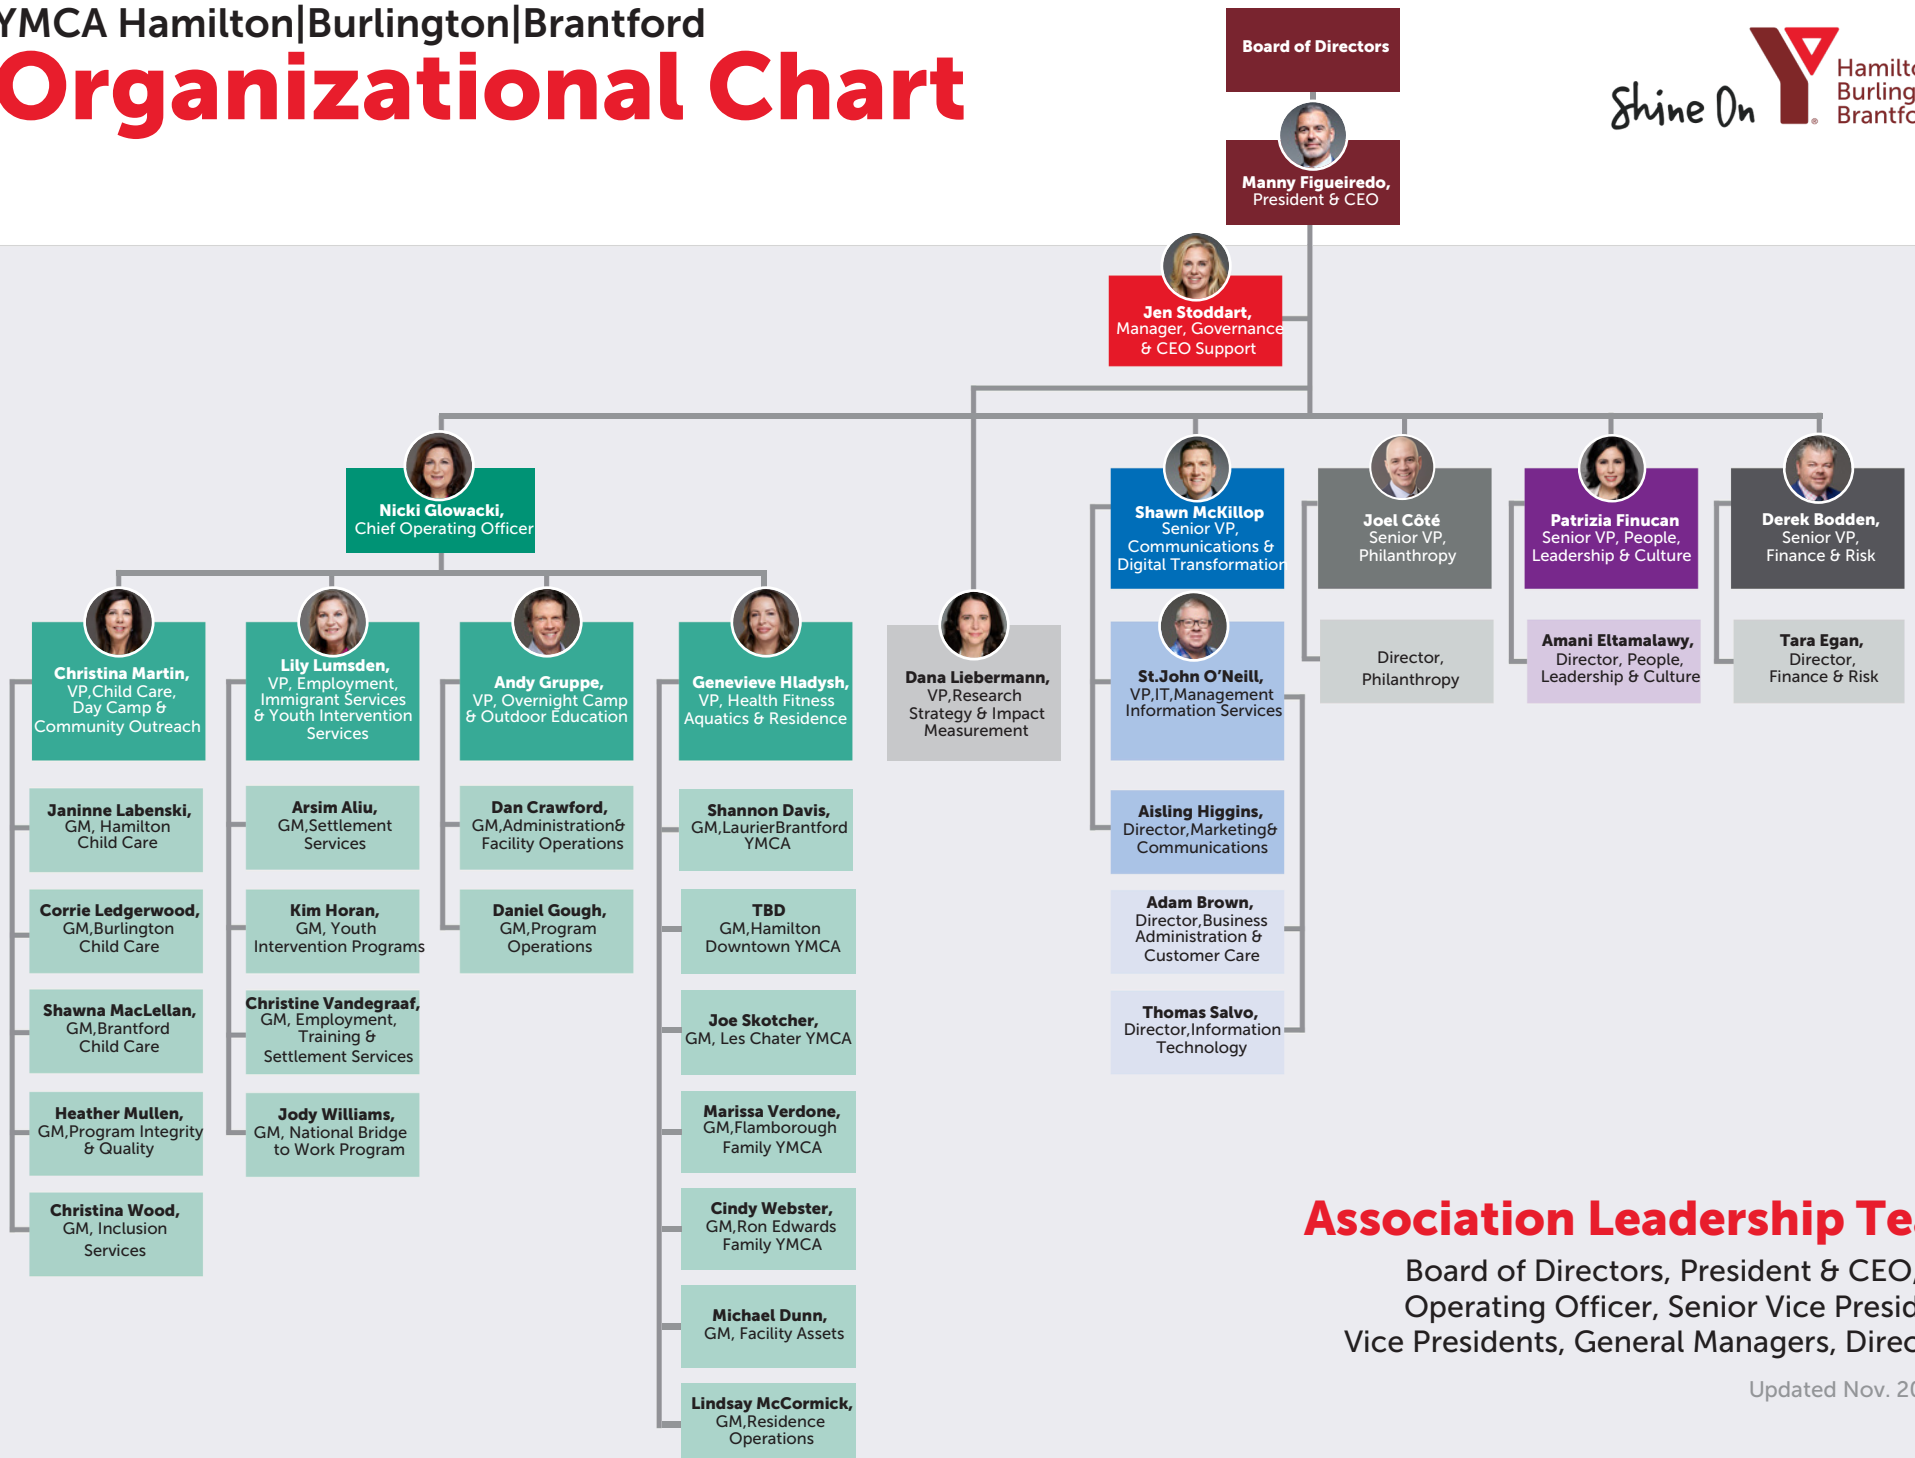 YMCA Hamilton|Burlington|Brantford
Organizational Chart
Board of Directors
Shine On
Manny Figueiredo,
President & CEO
Jen Stoddart,
Manager, Governance
& CEO Support
Nicki Glowacki,
Chief Operating Officer
Shawn McKillop
Senior VP,
Communications &
Digital Transformation
Joel Côté
Senior VP,
Philanthropy
Patrizia Finucan
Senior VP, People,
Leadership & Culture
Derek Bodden,
Senior VP,
Finance & Risk
Christina Martin,
VP,Child Care,
Day Camp &
Community Outreach
Lily Lumsden,
VP, Employment,
Immigrant Services
& Youth Intervention
Services
Andy Gruppe,
VP, Overnight Camp
& Outdoor Education
Genevieve Hladysh,
VP, Health Fitness
Aquatics & Residence
Dana Liebermann,
VP,Research
Strategy & Impact
Measurement
St.John O'Neill,
VP,IT,Management
Information Services
Director,
Philanthropy
Amani Eltamalawy,
Director, People,
Leadership & Culture
Tara Egan,
Director,
Finance & Risk
Janinne Labenski,
GM, Hamilton
Child Care
Corrie Ledgerwood,
GM,Burlington
Child Care
Shawna MacLellan,
GM,Brantford
Child Care
Heather Mullen,
GM,Program Integrity
& Quality
Christina Wood,
GM, Inclusion
Services
Arsim Aliu,
GM,Settlement
Services
Kim Horan,
GM, Youth
Intervention Programs
Christine Vandegraaf,
GM, Employment,
Training &
Settlement Services
Jody Williams,
GM, National Bridge
to Work Program
Dan Crawford,
GM,Administration&
Facility Operations
Daniel Gough,
GM,Program
Operations
Shannon Davis,
GM,LaurierBrantford
YMCA
TBD
GM,Hamilton
Downtown YMCA
Joe Skotcher,
GM, Les Chater YMCA
Marissa Verdone,
GM,Flamborough
Family YMCA
Cindy Webster,
GM,Ron Edwards
Family YMCA
Michael Dunn,
GM, Facility Assets
Lindsay McCormick,
GM,Residence
Operations
Aisling Higgins,
Director,Marketing&
Communications
Adam Brown,
Director,Business
Administration &
Customer Care
Thomas Salvo,
Director,Information
Technology
Association Leadership
Board of Directors, President & CEO,
Operating Officer, Senior Vice
Vice Presidents, General Managers,
Updated Nov.